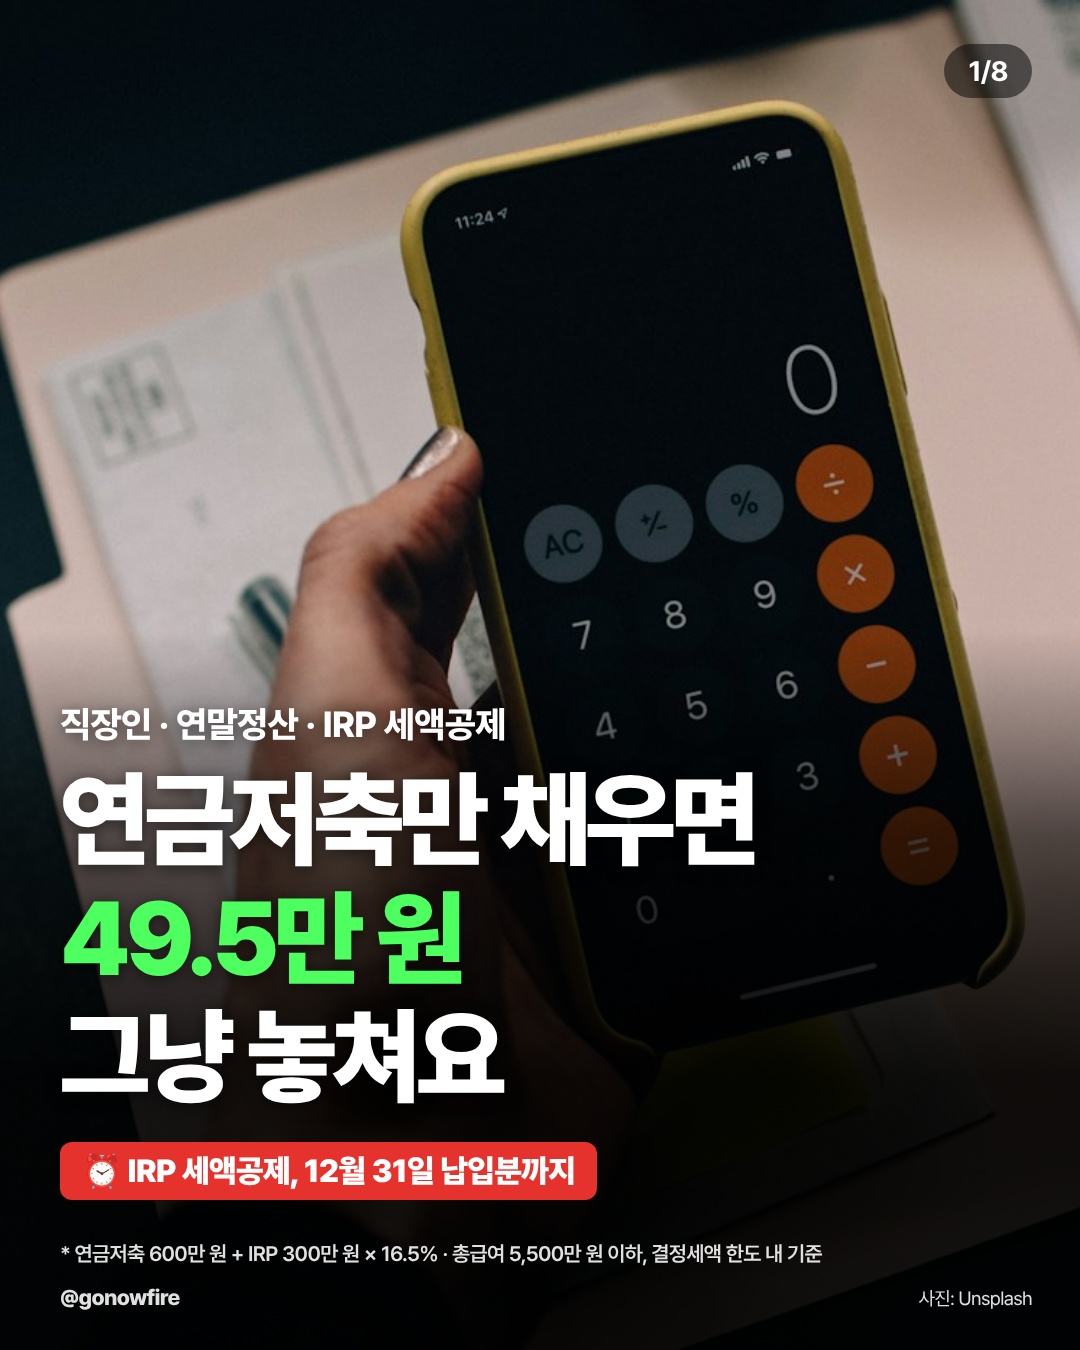 1/8
11:24
0
AC +/- % ÷
7 8 9 ×
4 5 6 −
3 +
0 . =
직장인 · 연말정산 · IRP 세액공제
연금저축만 채우면
49.5만 원
그냥 놓쳐요
⏰ IRP 세액공제, 12월 31일 납입분까지
* 연금저축 600만 원 + IRP 300만 원 × 16.5% · 총급여 5,500만 원 이하, 결정세액 한도 내 기준
@gonowfire
사진: Unsplash